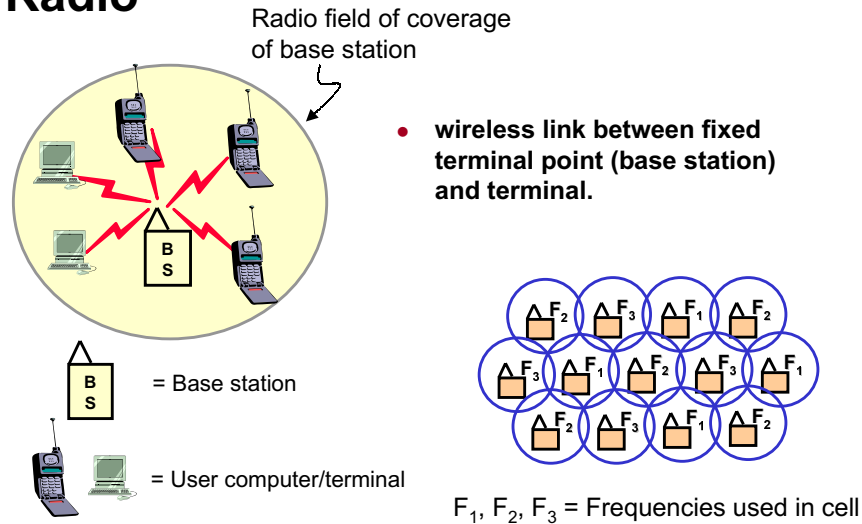 Radio
Radio field of coverage
of base station
• wireless link between fixed
terminal point (base station)
and terminal.
B
S
F₂ F₃ F₁ F₂
F₃ F₁ F₂ F₃ F₁
F₂ F₃ F₁ F₂
B
S
= Base station
= User computer/terminal
F₁, F₂, F₃ = Frequencies used in cell